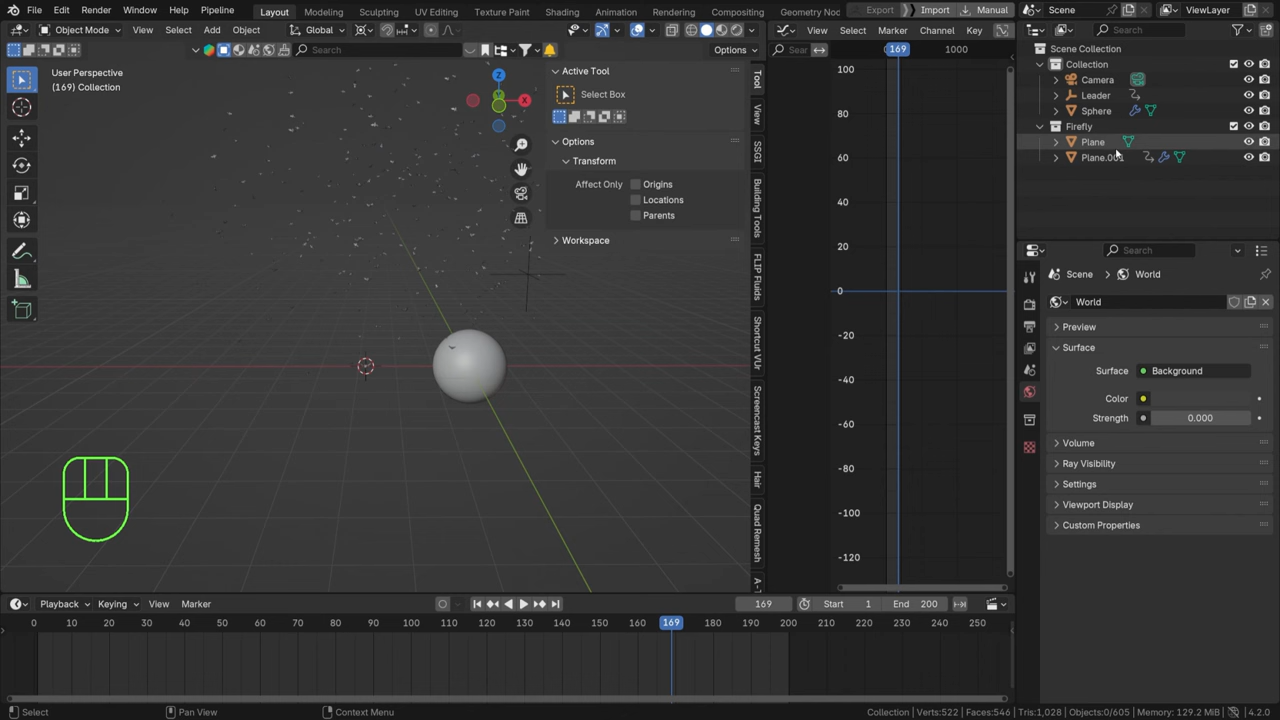 File Edit Render Window Help Pipeline Layout Modeling Sculpting UV Editing Texture Paint Shading Animation Rendering Compositing Geometry Noc Export Import Manual Scene ViewLayer
Object Mode View Select Add Object Global View Select Marker Channel Key Search
Search Options Sear 169 1000
User Perspective
(169) Collection
Active Tool
Select Box
Options
Transform
Affect Only Origins
Locations
Parents
Workspace
Z
Y
X
Tool
View
SSGI
Building Tools
FLIP Fluids
Shortcut VUr
Screencast Keys
Hair
Quad Remesh
A-1
100
80
60
40
20
0
-20
-40
-60
-80
-100
-120
Scene Collection
Collection
Camera
Leader
Sphere
Firefly
Plane
Search
Scene World
World
Preview
Surface
Surface Background
Color
Strength 0.000
Volume
Ray Visibility
Settings
Viewport Display
Custom Properties
Playback Keying View Marker 169 Start 1 End 200
0 10 20 30 40 50 60 70 80 90 100 110 120 130 140 150 160 169 180 190 200 210 220 230 240 250
Select Pan View Context Menu Collection | Verts:522 | Faces:546 | Tris:1,028 | Objects:0/605 | Memory: 129.2 MiB | 4.2.0